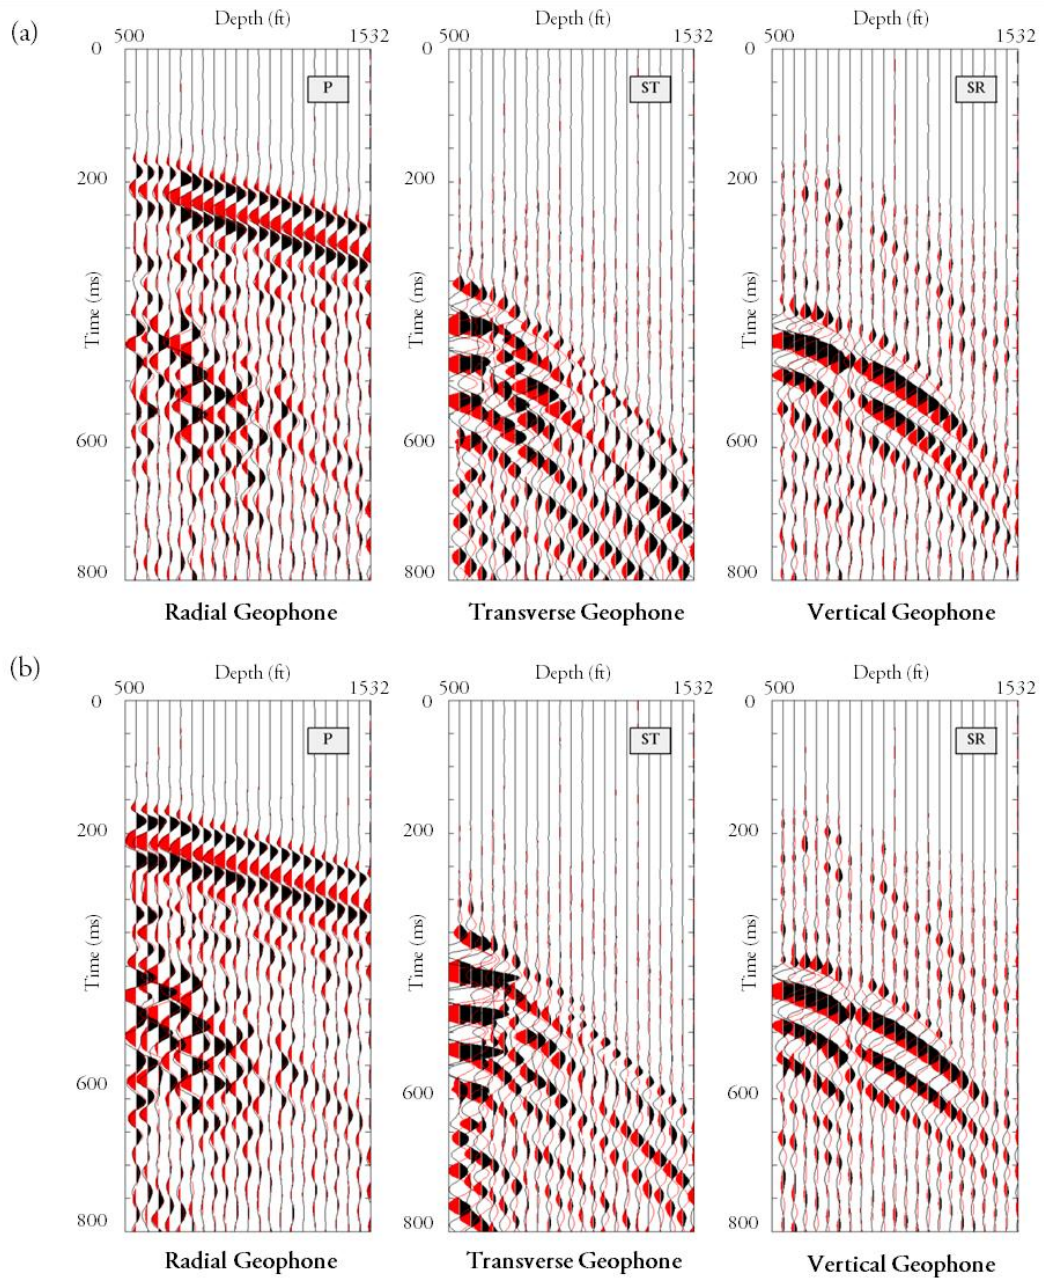 (a)
Depth (ft) Depth (ft) Depth (ft)
500 1532 500 1532 500 1532
0 0 0
P ST SR
200 200 200
Time (ms) Time (ms) Time (ms)
600 600 600
800 800 800
Radial Geophone Transverse Geophone Vertical Geophone
(b)
Depth (ft) Depth (ft) Depth (ft)
500 1532 500 1532 500 1532
0 0 0
P ST SR
200 200 200
Time (ms) Time (ms) Time (ms)
600 600 600
800 800 800
Radial Geophone Transverse Geophone Vertical Geophone